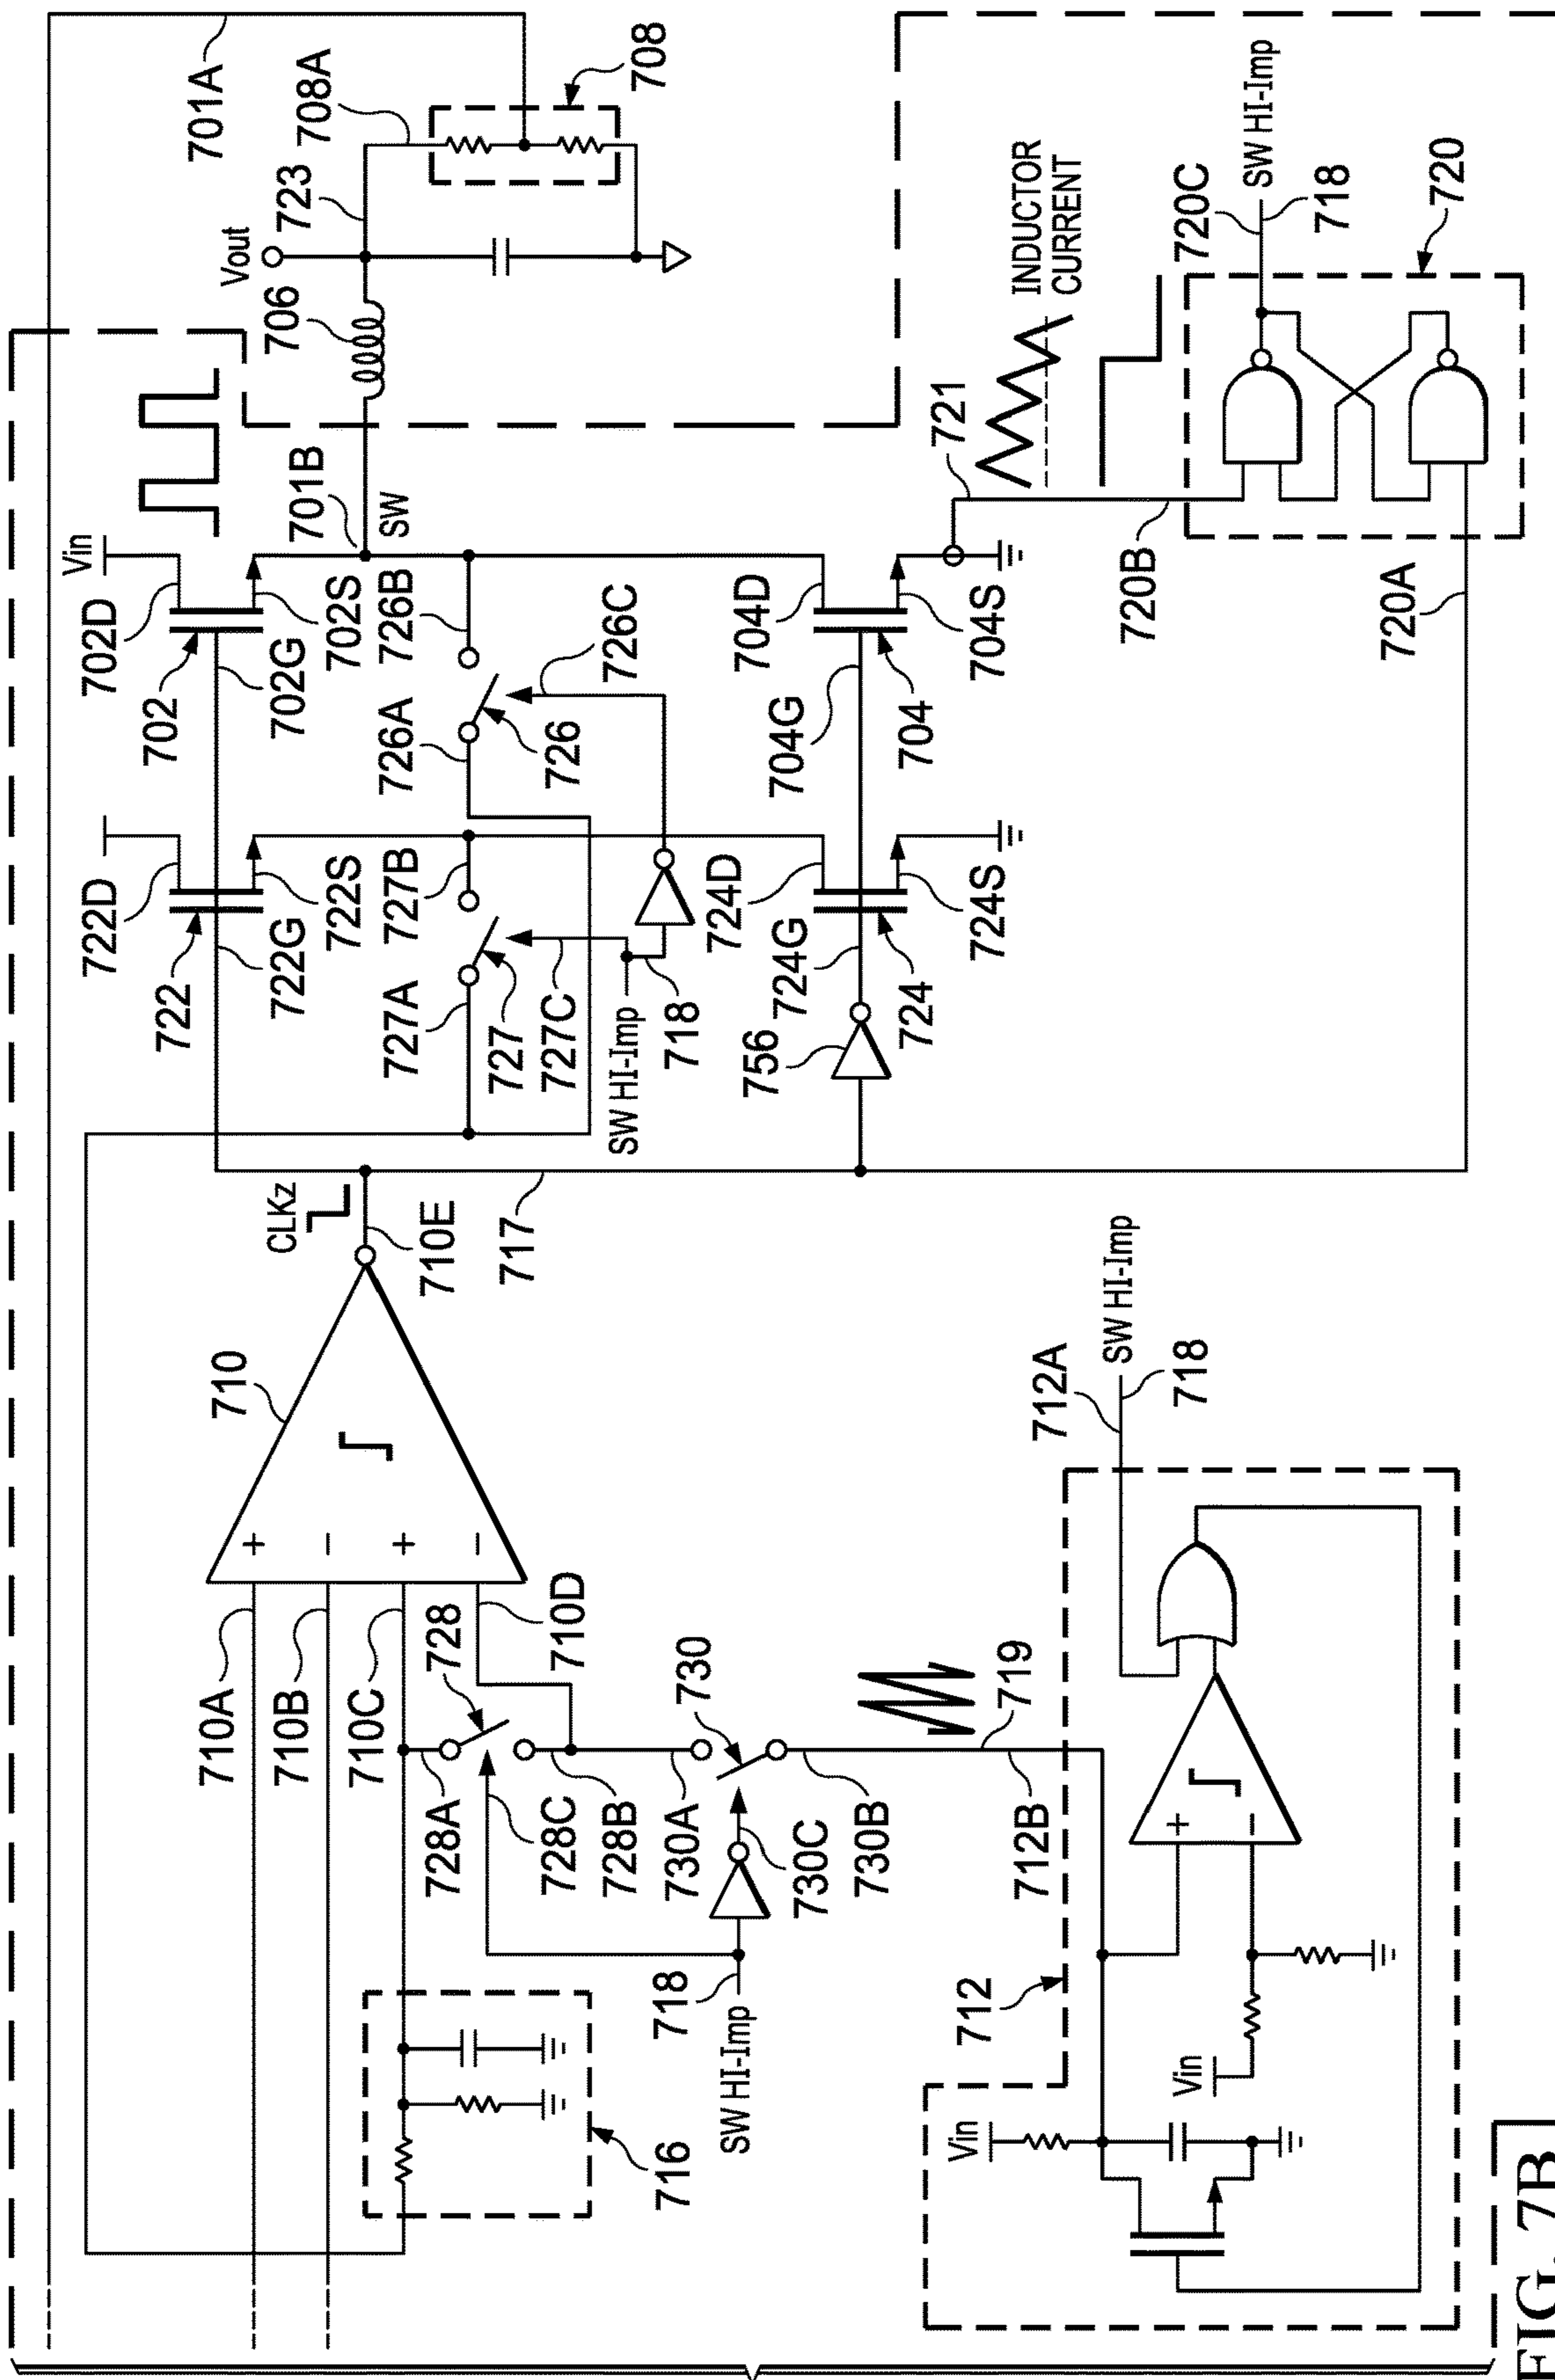 701A
708A
708
723
Vout
706
Vin
701B
SW
702D
702
702G
702S
722D
722
722G
722S
726B
726A
726
726C
727B
727A
727
727C
SW HI-Imp
718
704D
704G
704
704S
724D
724G
724
724S
756
721
INDUCTOR
CURRENT
720B
720A
720C
SW HI-Imp
718
720
CLKz
710E
717
710
+
−
+
−
710A
710B
710C
710D
728
728A
728C
728B
730
730A
730C
730B
719
712B
718
SW HI-Imp
716
712
712A
SW HI-Imp
718
+
−
Vin
Vin
FIG. 7B